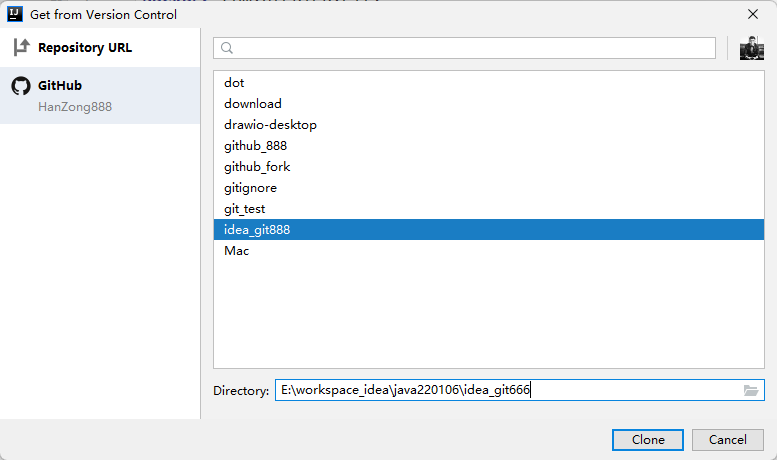 Get from Version Control
Repository URL
GitHub
HanZong888
dot
download
drawio-desktop
github_888
github_fork
gitignore
git_test
idea_git888
Mac
Directory: E:\workspace_idea\java220106\idea_git666
Clone Cancel